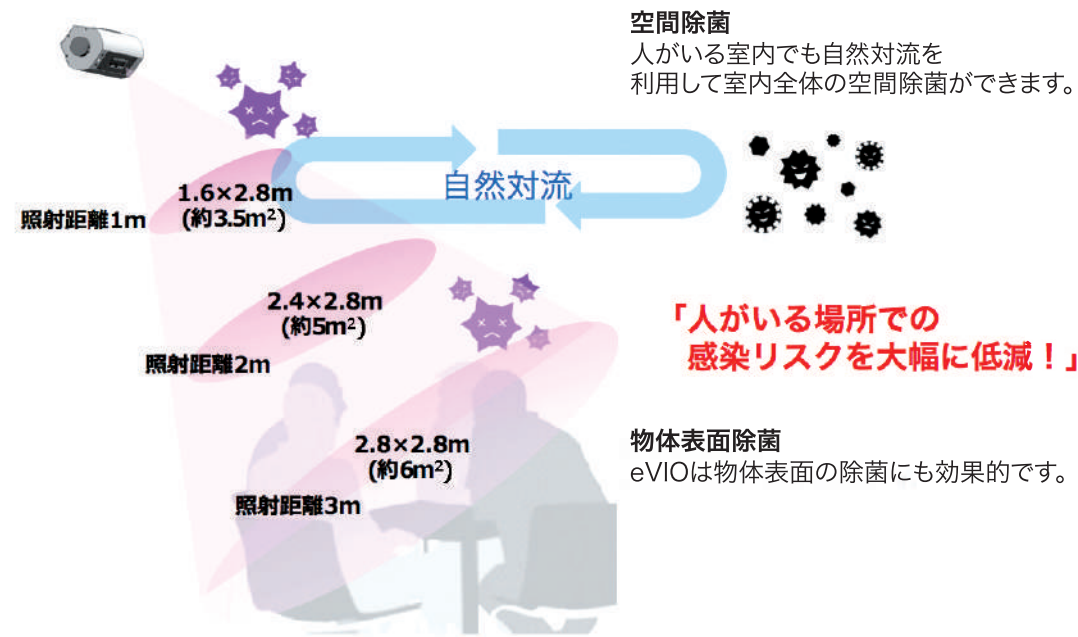 空間除菌
人がいる室内でも自然対流を
利用して室内全体の空間除菌ができます。
自然対流
1.6×2.8m
(約3.5m²)
照射距離1m
2.4×2.8m
(約5m²)
照射距離2m
「人がいる場所での
感染リスクを大幅に低減！」
物体表面除菌
eVIOは物体表面の除菌にも効果的です。
2.8×2.8m
(約6m²)
照射距離3m